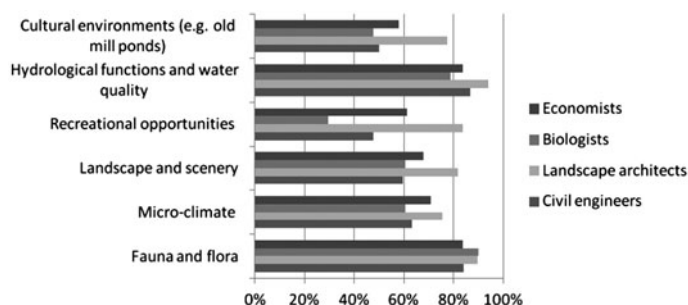 Cultural environments (e.g. old
mill ponds)
Hydrological functions and water
quality
Recreational opportunities
Landscape and scenery
Micro-climate
Fauna and flora
0% 20% 40% 60% 80% 100%
Economists
Biologists
Landscape architects
Civil engineers